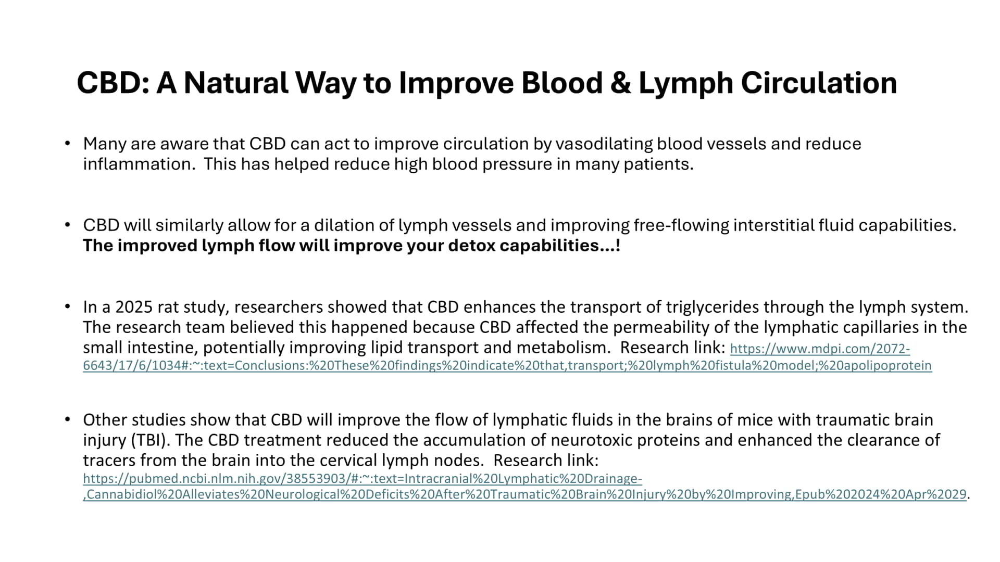 CBD: A Natural Way to Improve Blood & Lymph Circulation
• Many are aware that CBD can act to improve circulation by vasodilating blood vessels and reduce
inflammation.  This has helped reduce high blood pressure in many patients.
• CBD will similarly allow for a dilation of lymph vessels and improving free-flowing interstitial fluid capabilities.
The improved lymph flow will improve your detox capabilities...!
• In a 2025 rat study, researchers showed that CBD enhances the transport of triglycerides through the lymph system.
The research team believed this happened because CBD affected the permeability of the lymphatic capillaries in the
small intestine, potentially improving lipid transport and metabolism.  Research link: https://www.mdpi.com/2072-
6643/17/6/1034#:~:text=Conclusions:%20These%20findings%20indicate%20that,transport;%20lymph%20fistula%20model;%20apolipoprotein
• Other studies show that CBD will improve the flow of lymphatic fluids in the brains of mice with traumatic brain
injury (TBI). The CBD treatment reduced the accumulation of neurotoxic proteins and enhanced the clearance of
tracers from the brain into the cervical lymph nodes.  Research link:
https://pubmed.ncbi.nlm.nih.gov/38553903/#:~:text=Intracranial%20Lymphatic%20Drainage-
,Cannabidiol%20Alleviates%20Neurological%20Deficits%20After%20Traumatic%20Brain%20Injury%20by%20Improving,Epub%202024%20Apr%2029.